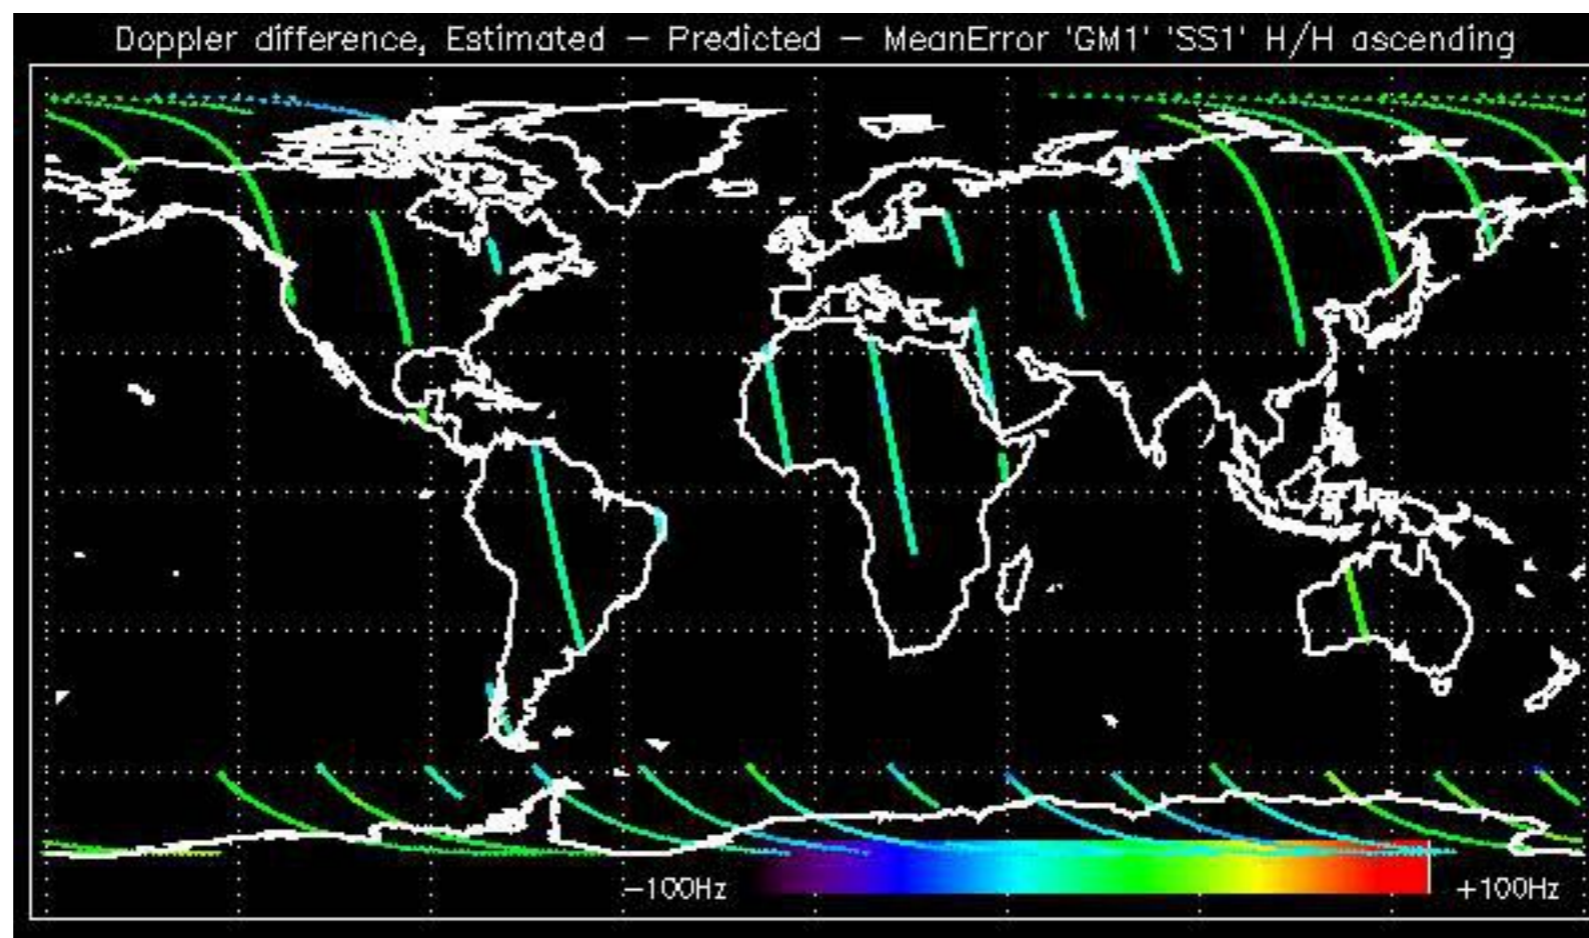 Doppler difference, Estimated – Predicted – MeanError 'GM1' 'SS1' H/H ascending
-100Hz +100Hz